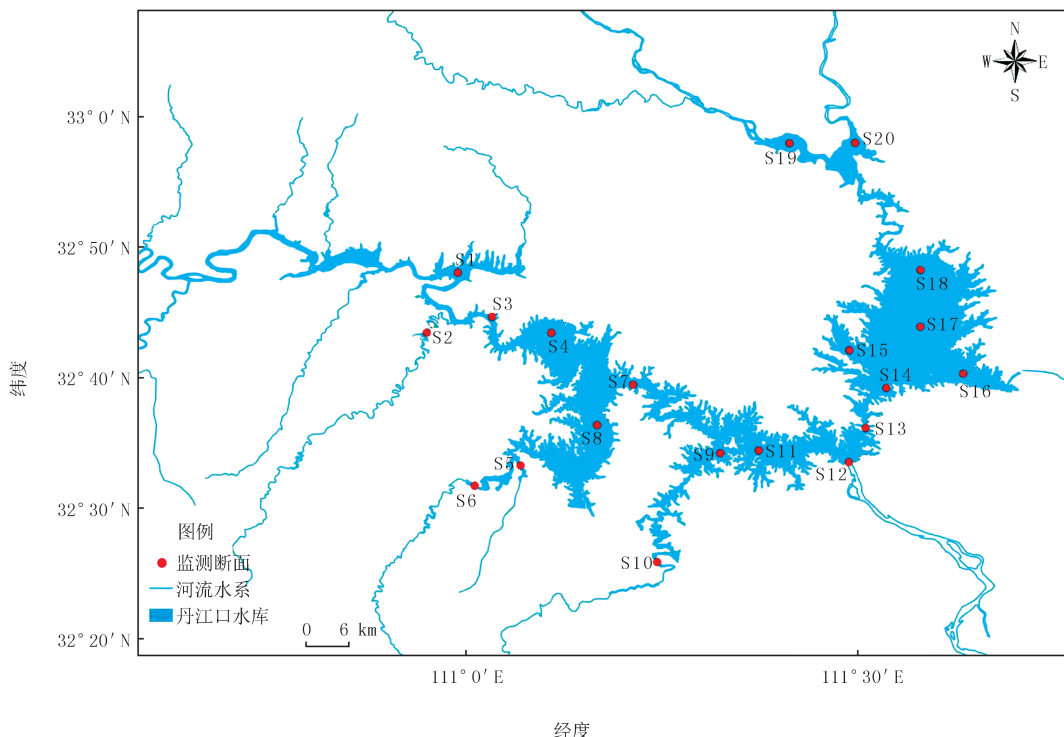 N
W E
S
33° 0′ N
32° 50′ N
32° 40′ N
32° 30′ N
32° 20′ N
纬度
S19
S20
S1
S3
S2
S4
S18
S17
S15
S14
S16
S7
S8
S13
S9
S11
S12
S5
S6
S10
图例
监测断面
河流水系
丹江口水库
0 6 km
111° 0′ E
111° 30′ E
经度